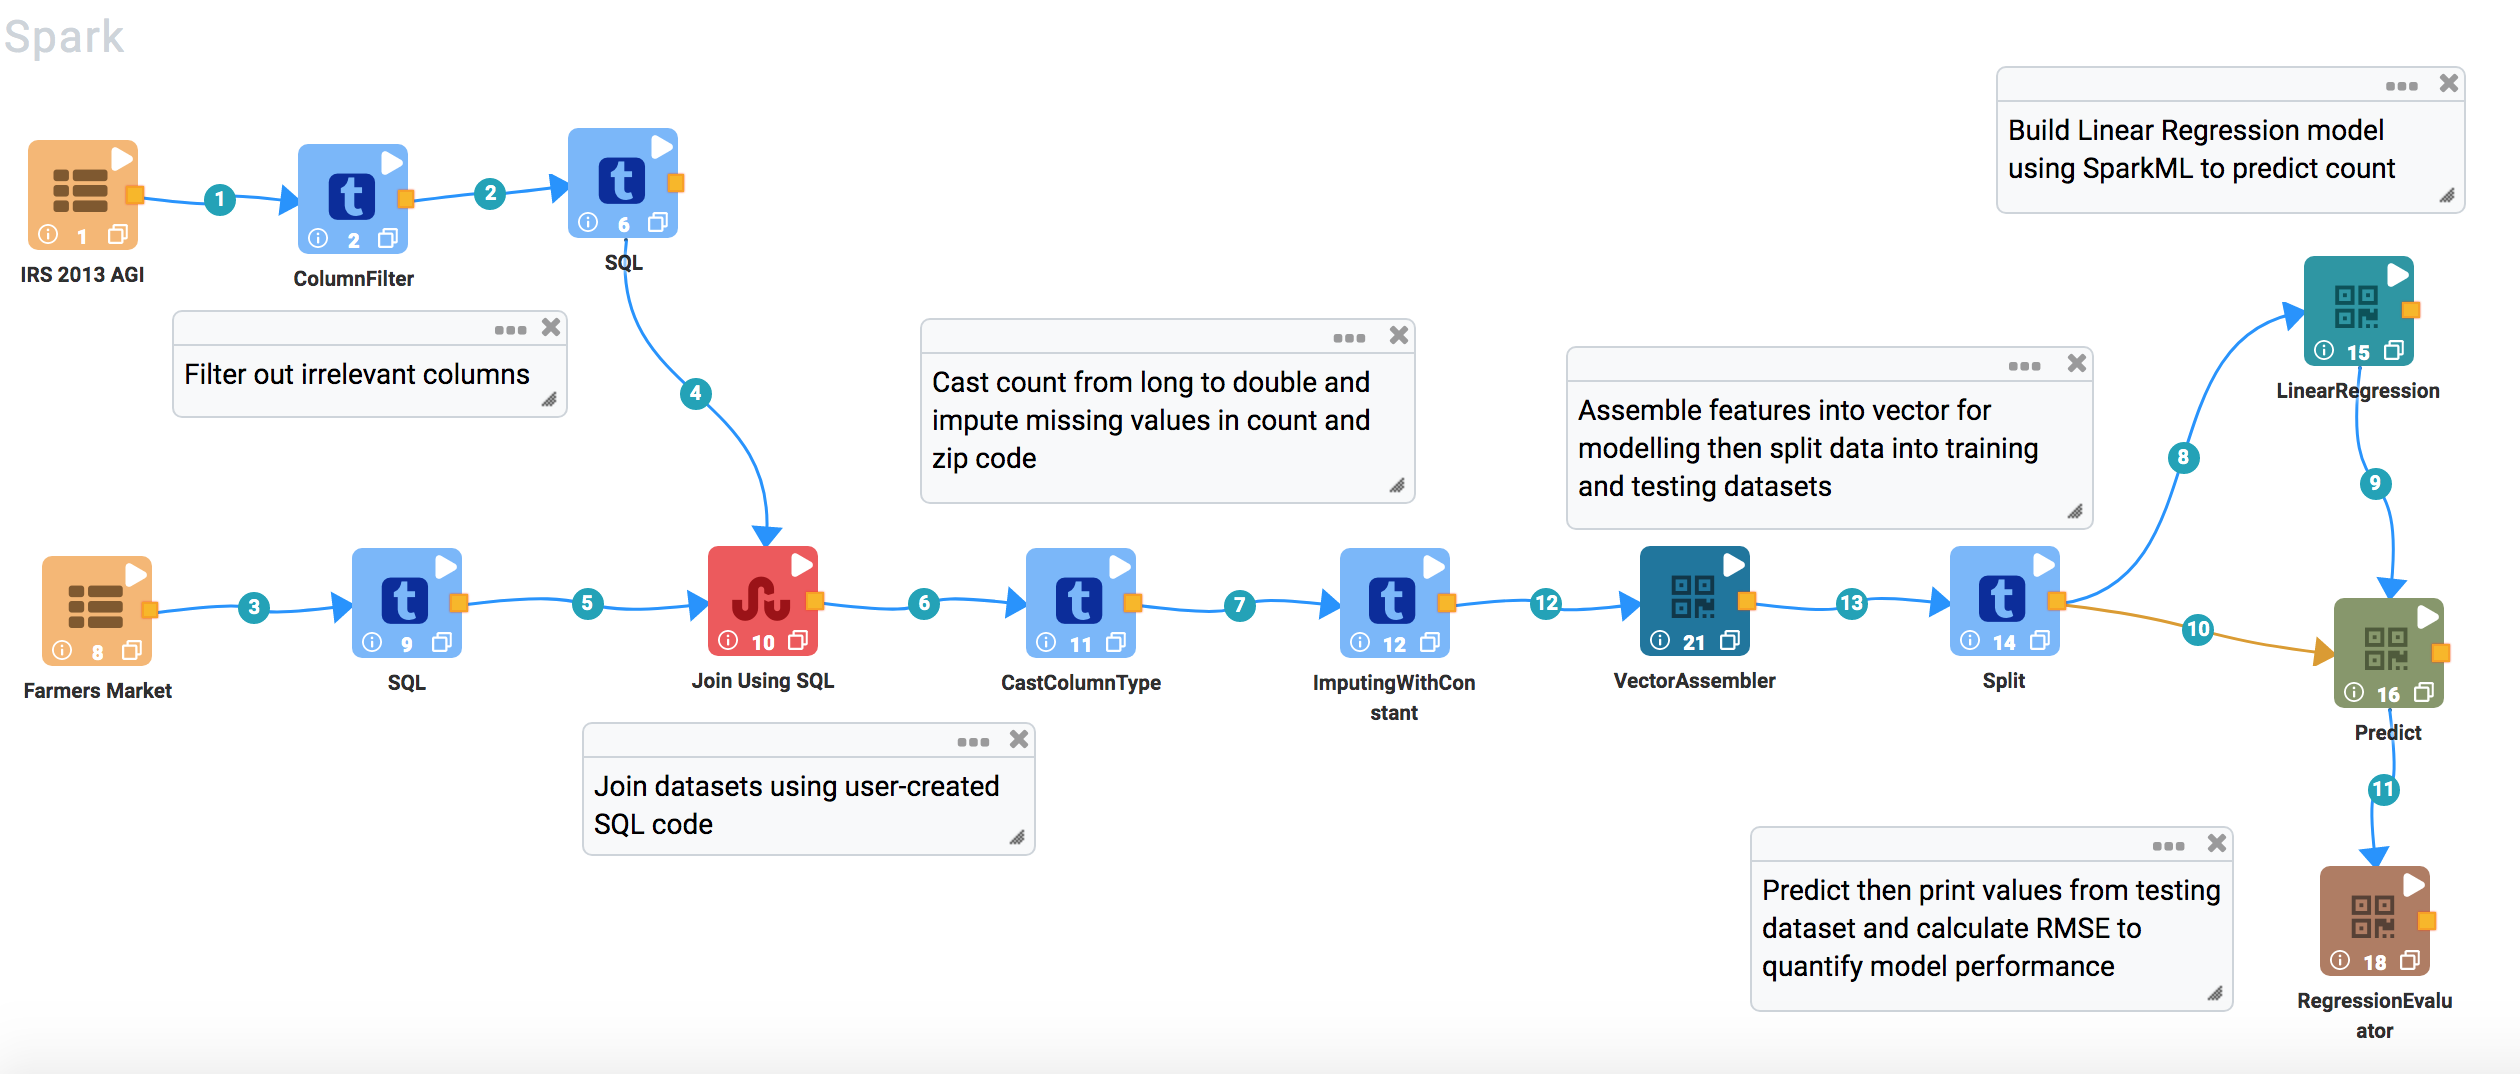 Spark
Build Linear Regression model
using SparkML to predict count
1
IRS 2013 AGI
1
t
2
ColumnFilter
2
t
6
SQL
Filter out irrelevant columns
4
Cast count from long to double and
impute missing values in count and
zip code
Assemble features into vector for
modelling then split data into training
and testing datasets
8
15
LinearRegression
9
8
Farmers Market
3
t
9
SQL
5
10
Join Using SQL
6
t
11
CastColumnType
7
t
12
ImputingWithCon
stant
12
21
VectorAssembler
13
t
14
Split
10
16
Predict
11
Join datasets using user-created
SQL code
Predict then print values from testing
dataset and calculate RMSE to
quantify model performance
18
RegressionEvalu
ator